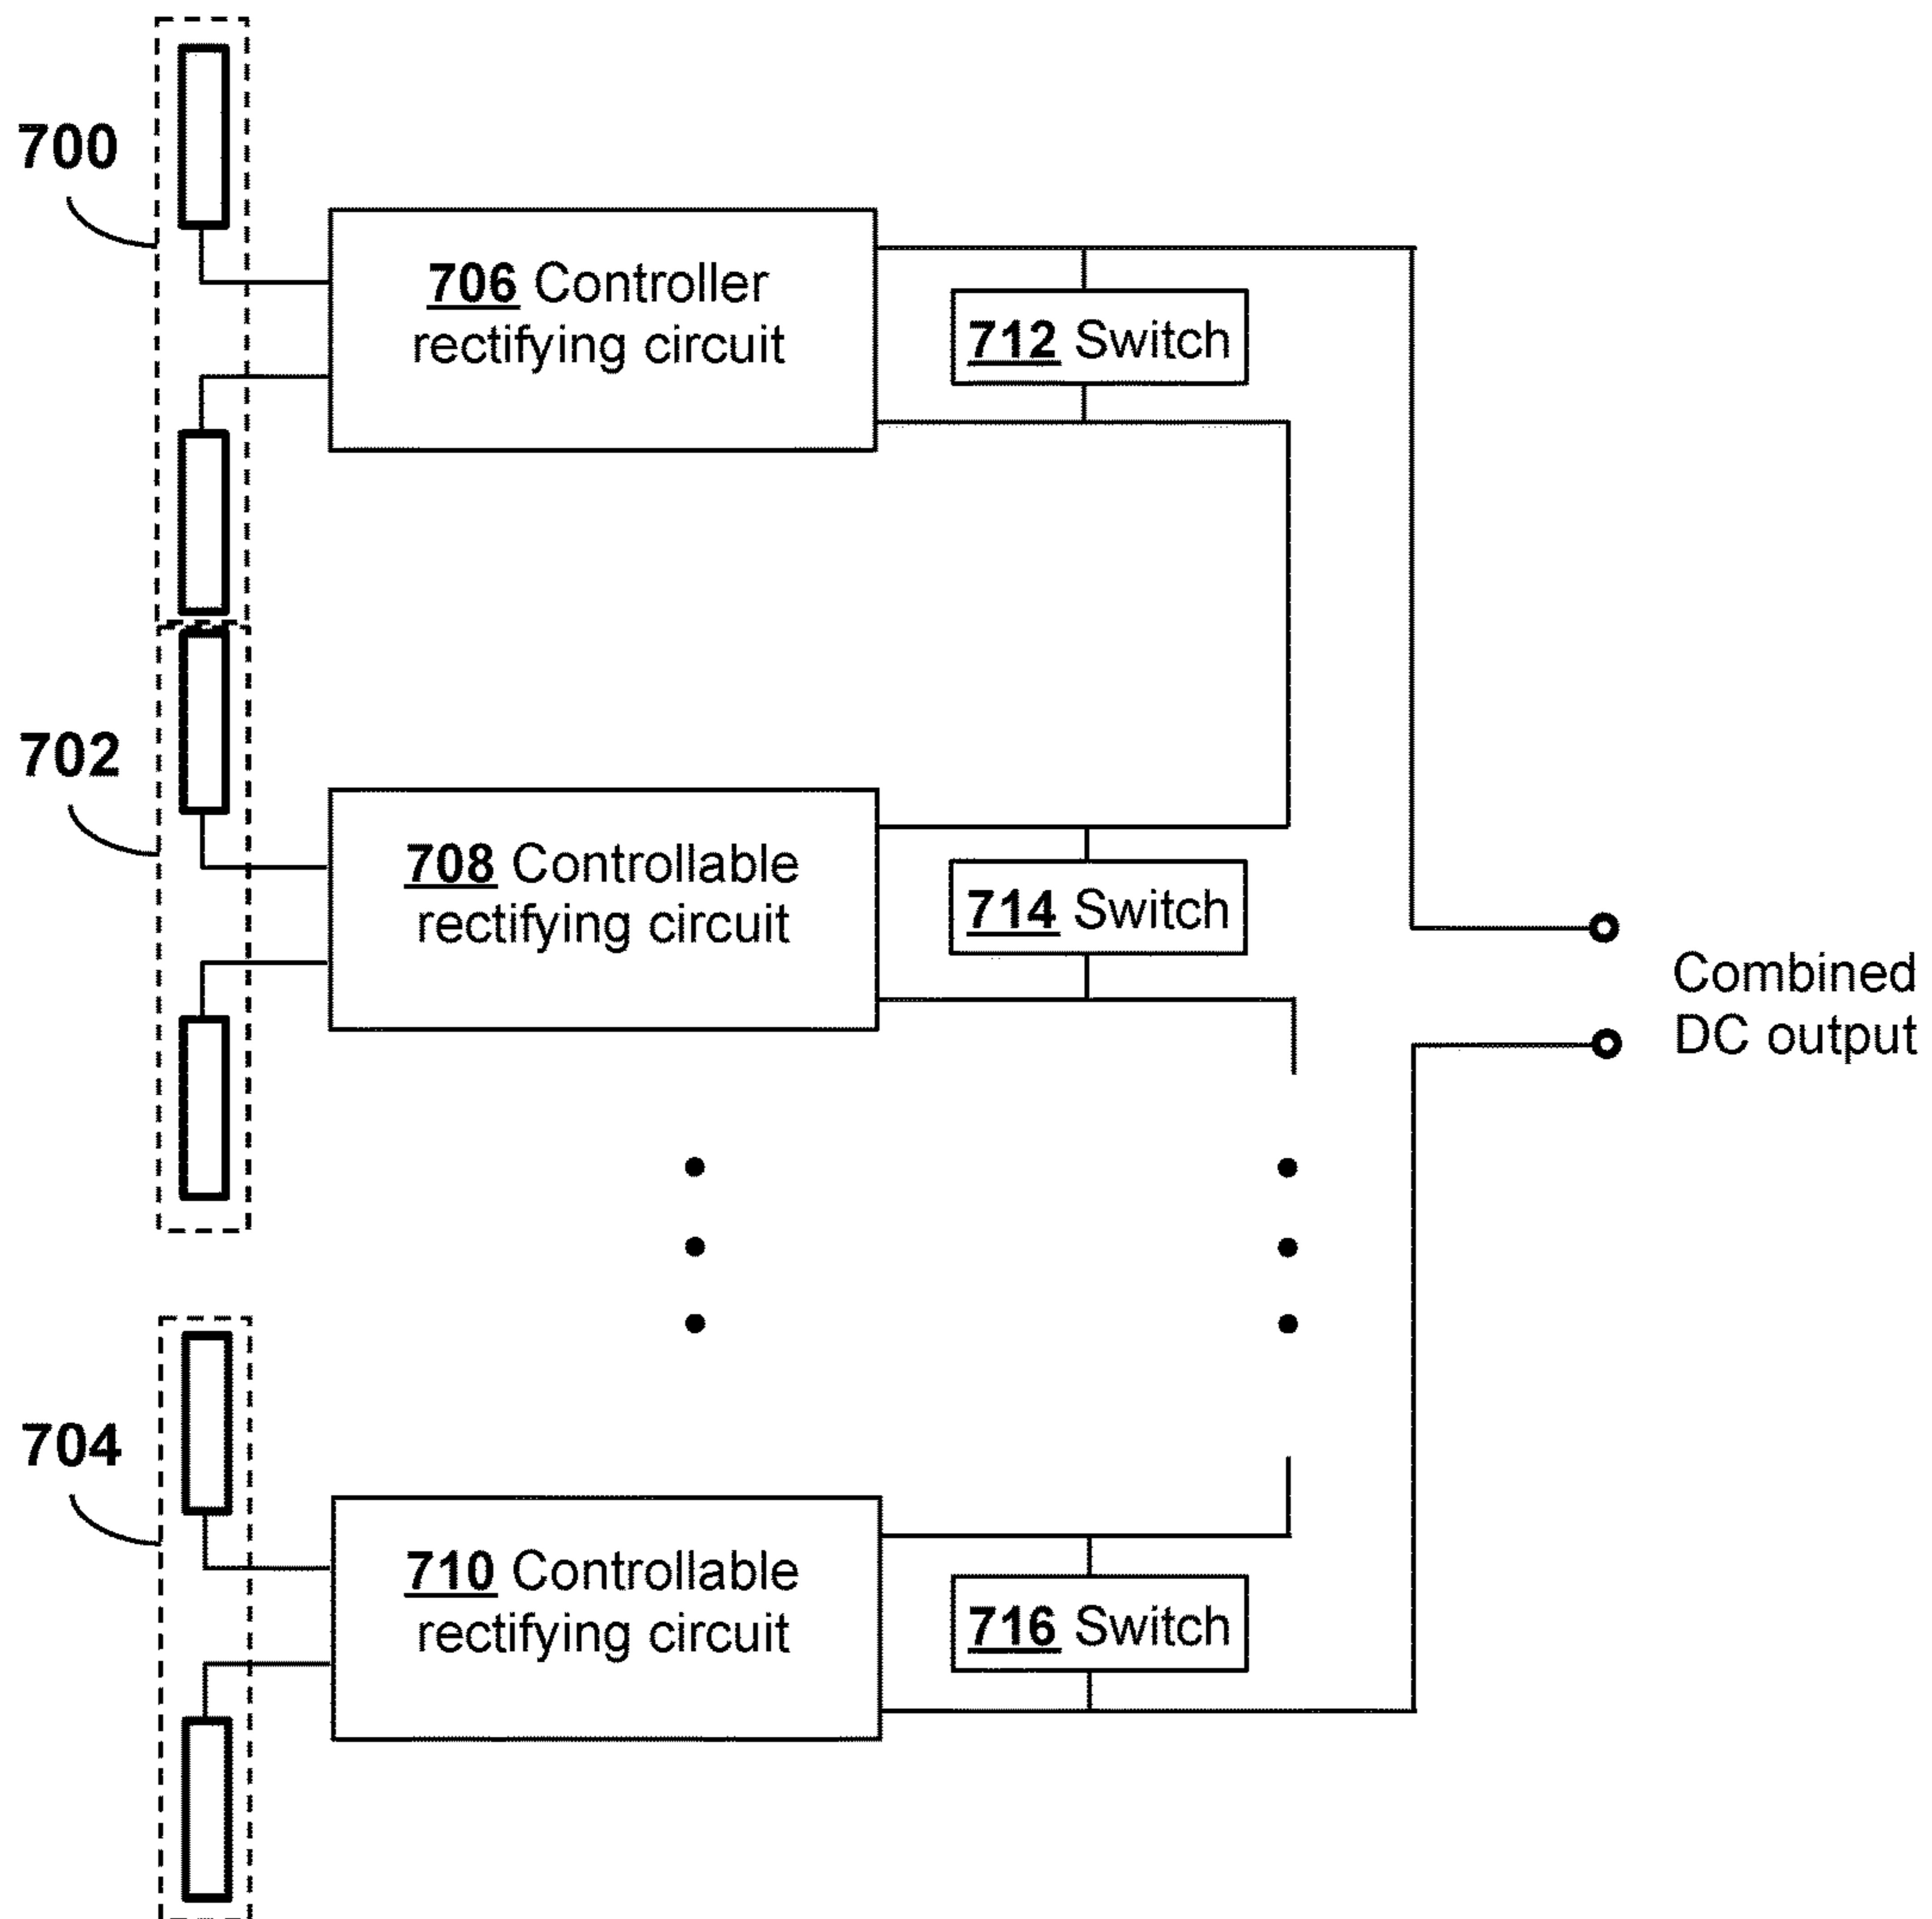 700
706 Controller
rectifying circuit
712 Switch
702
708 Controllable
rectifying circuit
714 Switch
Combined
DC output
704
710 Controllable
rectifying circuit
716 Switch